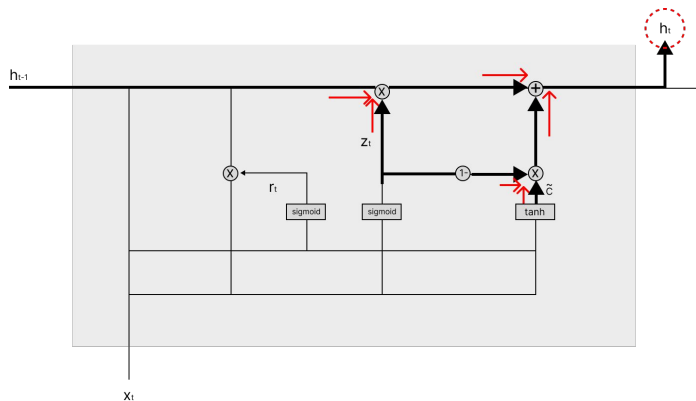 hₜ
hₜ₋₁
X
+
zₜ
X
1-
X
rₜ
c̃
sigmoid
sigmoid
tanh
xₜ